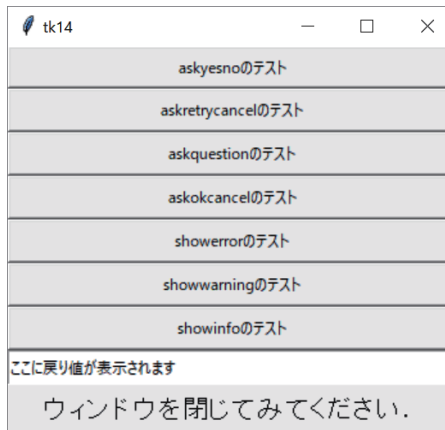 tk14
askyesnoのテスト
askretrycancelのテスト
askquestionのテスト
askokcancelのテスト
showerrorのテスト
showwarningのテスト
showinfoのテスト
ここに戻り値が表示されます
ウィンドウを閉じてみてください.